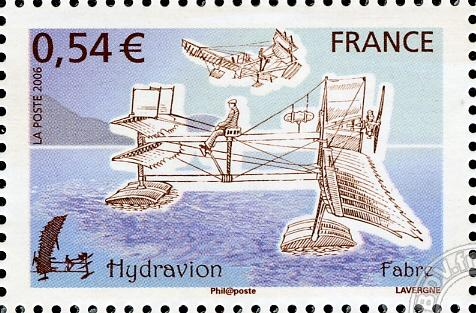 0,54 € FRANCE
LA POSTE 2006
Hydravion Fabre
Phil@poste LAVERGNE